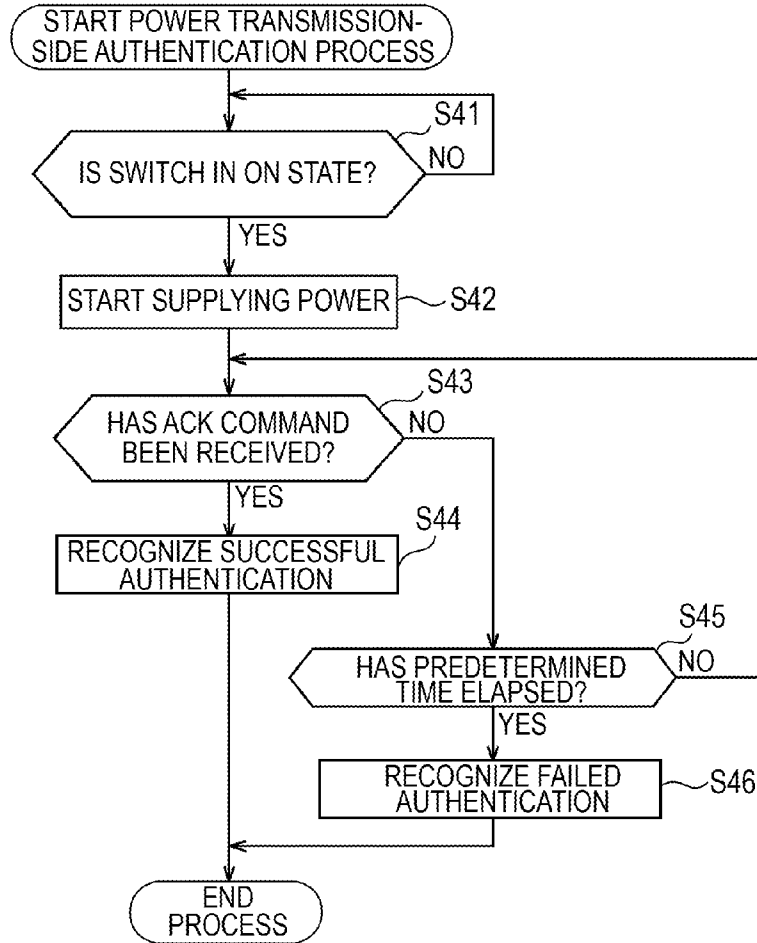 START POWER TRANSMISSION-
SIDE AUTHENTICATION PROCESS
S41
IS SWITCH IN ON STATE?
NO
YES
START SUPPLYING POWER
S42
S43
HAS ACK COMMAND
BEEN RECEIVED?
NO
YES
S44
RECOGNIZE SUCCESSFUL
AUTHENTICATION
S45
HAS PREDETERMINED
TIME ELAPSED?
NO
YES
RECOGNIZE FAILED
AUTHENTICATION
S46
END
PROCESS